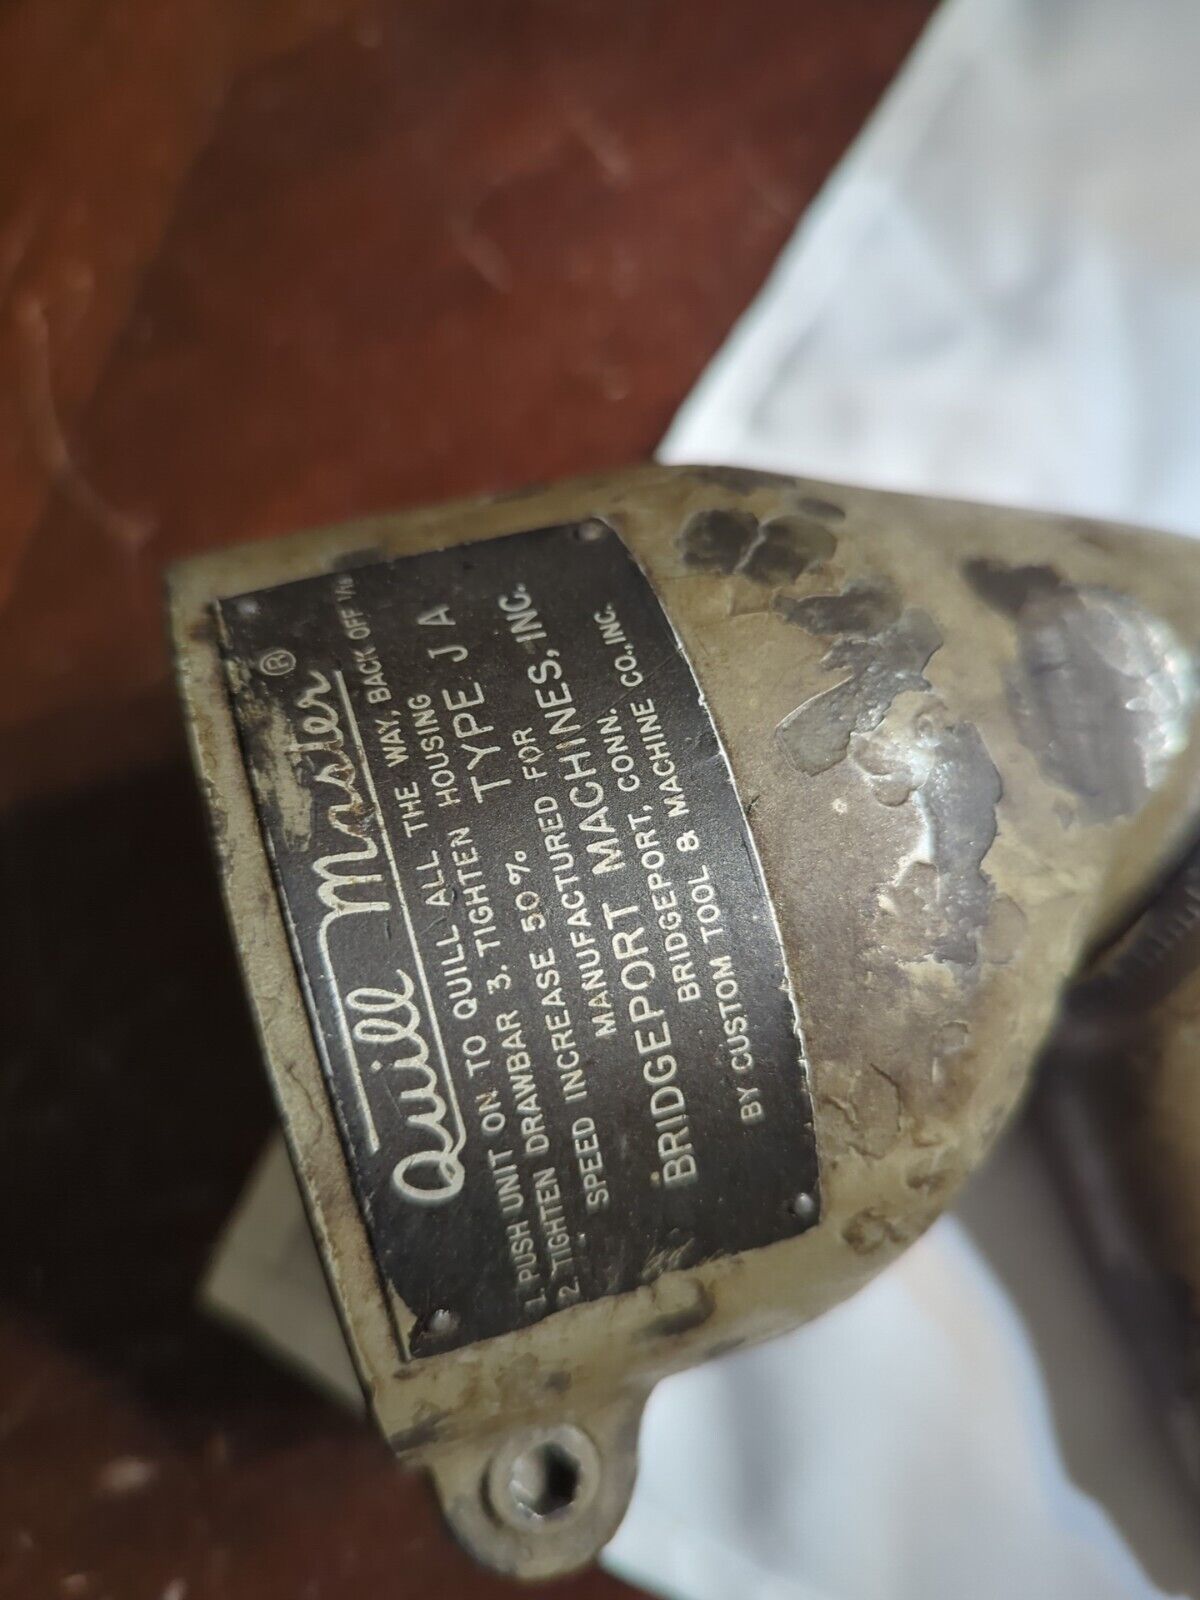 Quill Master ®
1. PUSH UNIT ON TO QUILL ALL THE WAY, BACK OFF 1/16
2. TIGHTEN DRAWBAR 3. TIGHTEN HOUSING
SPEED INCREASE 50% TYPE JA
MANUFACTURED FOR
BRIDGEPORT MACHINES, INC.
BRIDGEPORT, CONN.
BY CUSTOM TOOL & MACHINE CO., INC.